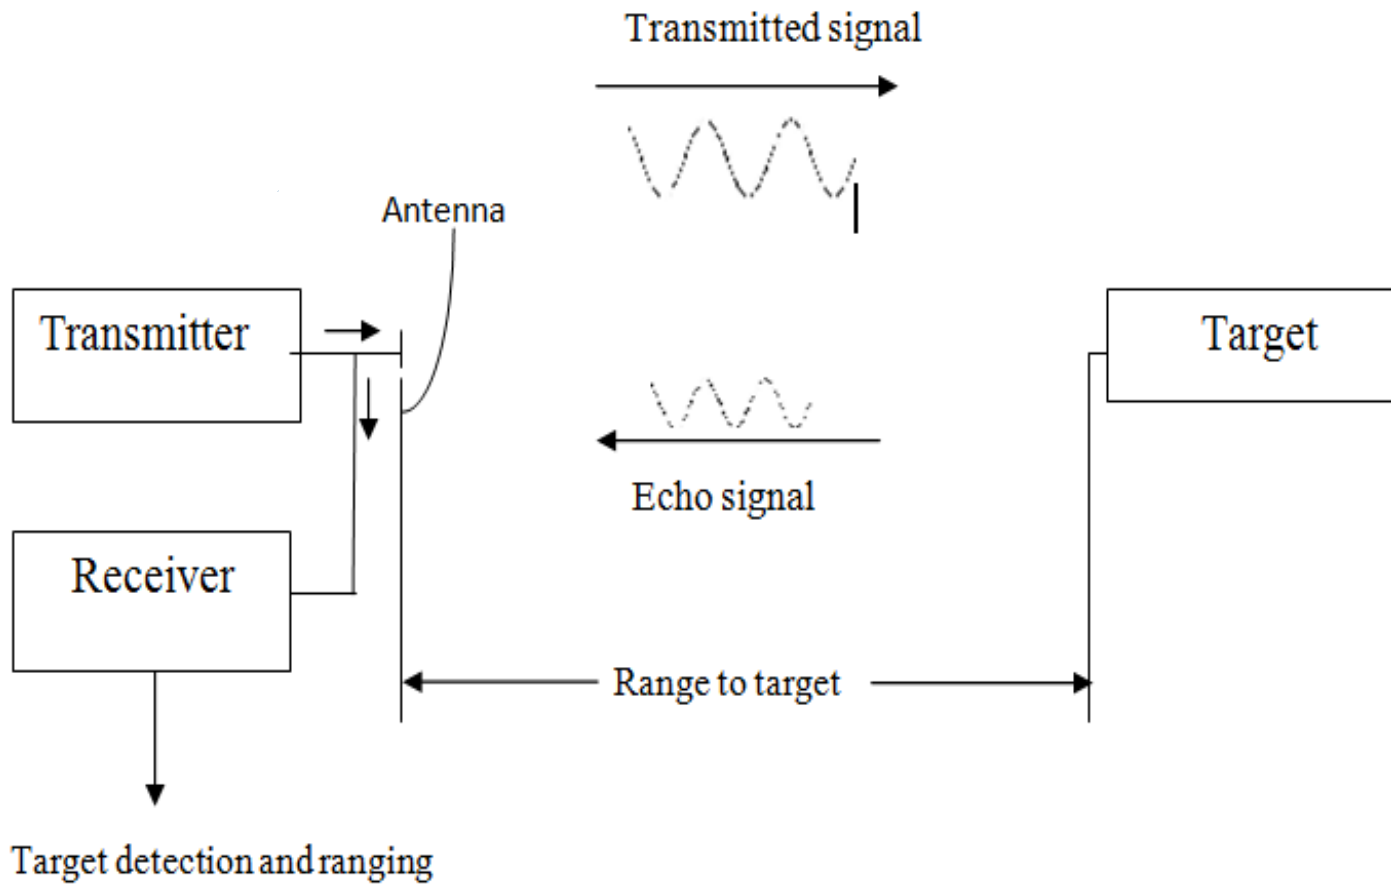 Transmitted signal
Antenna
Transmitter
Target
Echo signal
Receiver
Range to target
Target detection and ranging